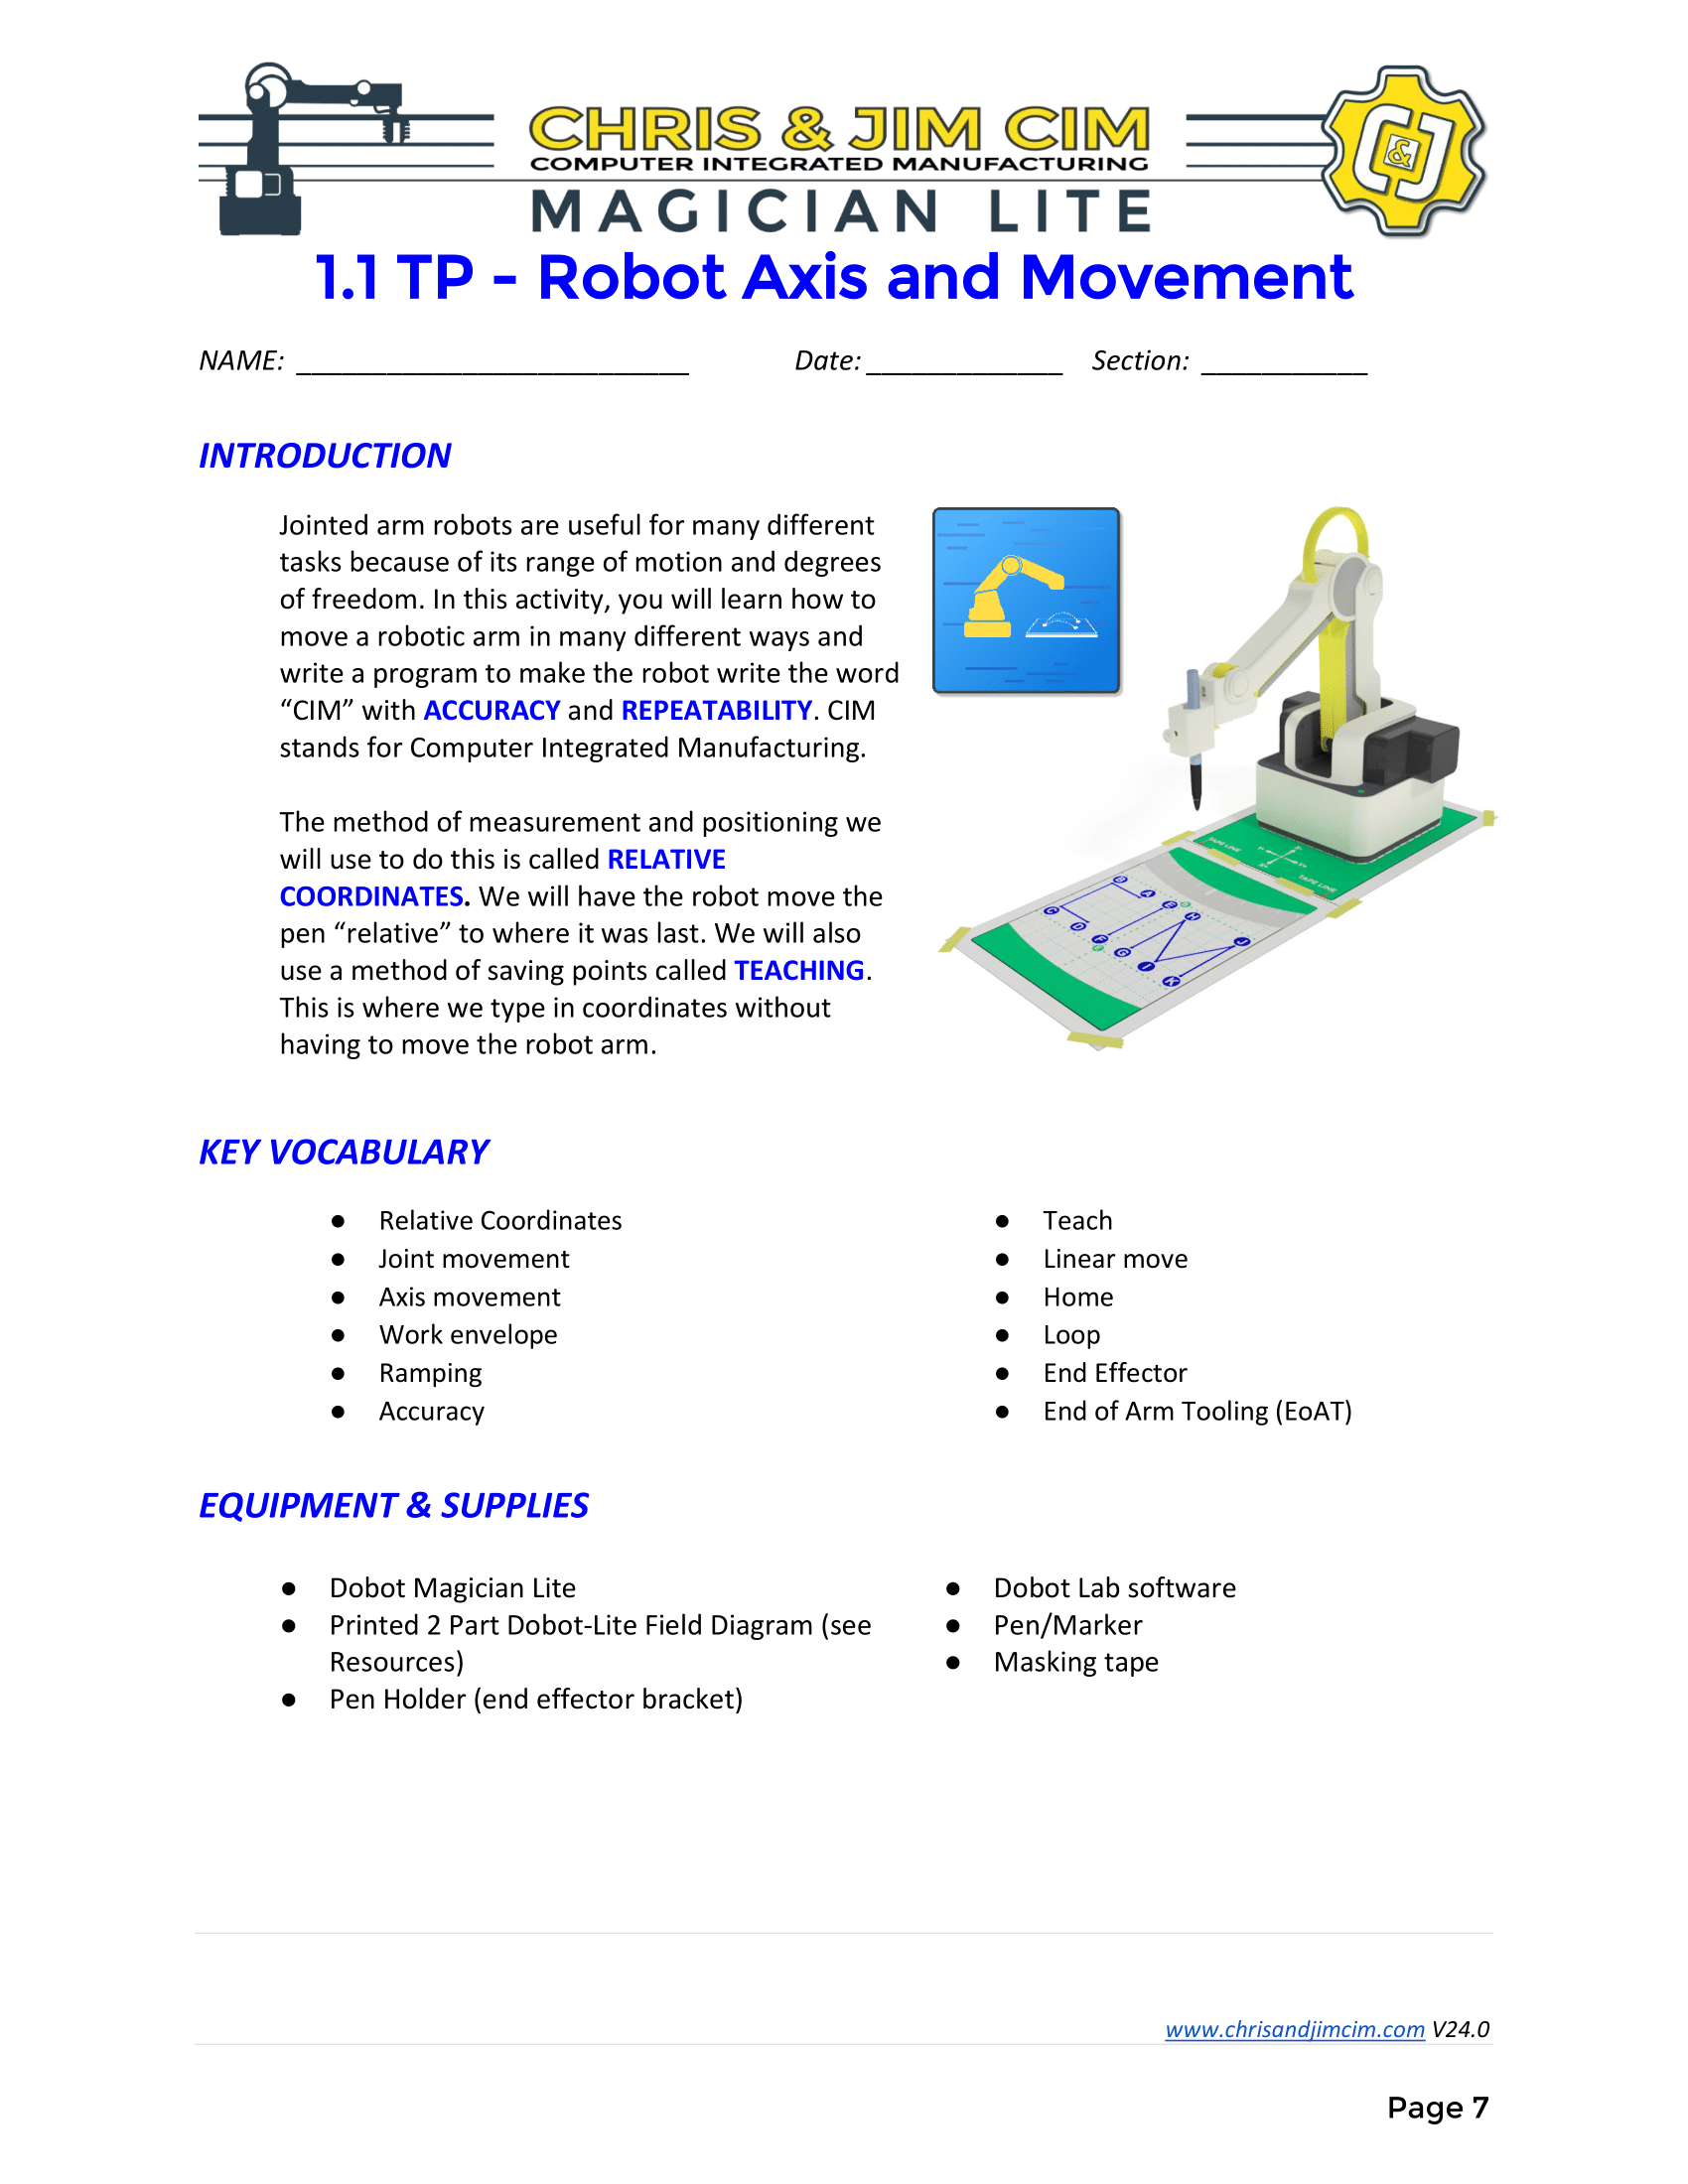 CHRIS & JIM CIM
COMPUTER INTEGRATED MANUFACTURING
MAGICIAN LITE
C&J
1.1 TP - Robot Axis and Movement
NAME: __________________________ Date: _____________ Section: ___________
INTRODUCTION
Jointed arm robots are useful for many different
tasks because of its range of motion and degrees
of freedom. In this activity, you will learn how to
move a robotic arm in many different ways and
write a program to make the robot write the word
“CIM” with ACCURACY and REPEATABILITY. CIM
stands for Computer Integrated Manufacturing.
The method of measurement and positioning we
will use to do this is called RELATIVE
COORDINATES. We will have the robot move the
pen “relative” to where it was last. We will also
use a method of saving points called TEACHING.
This is where we type in coordinates without
having to move the robot arm.
TAPE LINE
TAPE LINE
B
A
E
H
C
D
F
G
I
J
K
KEY VOCABULARY
● Relative Coordinates
● Joint movement
● Axis movement
● Work envelope
● Ramping
● Accuracy
● Teach
● Linear move
● Home
● Loop
● End Effector
● End of Arm Tooling (EoAT)
EQUIPMENT & SUPPLIES
● Dobot Magician Lite
● Printed 2 Part Dobot-Lite Field Diagram (see
Resources)
● Pen Holder (end effector bracket)
● Dobot Lab software
● Pen/Marker
● Masking tape
www.chrisandjimcim.com V24.0
Page 7